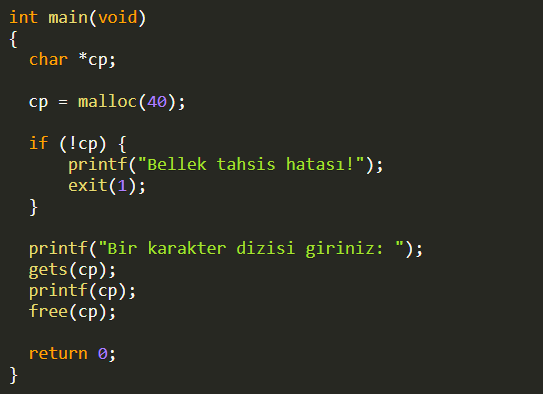 int main(void)
{
char *cp;
cp = malloc(40);
if (!cp) {
printf("Bellek tahsis hatası!");
exit(1);
}
printf("Bir karakter dizisi giriniz: ");
gets(cp);
printf(cp);
free(cp);
return 0;
}